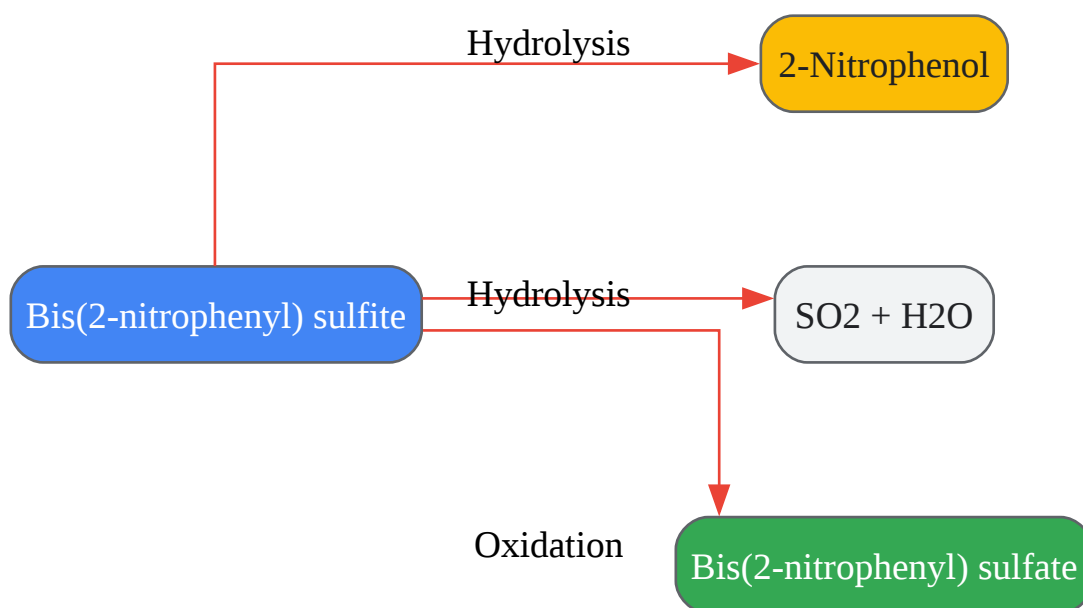 Hydrolysis
2-Nitrophenol
Bis(2-nitrophenyl) sulfite
Hydrolysis
SO2 + H2O
Oxidation
Bis(2-nitrophenyl) sulfate